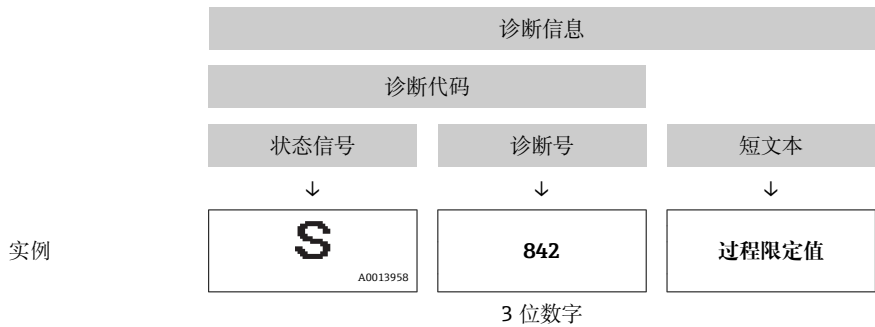 诊断信息
诊断代码
状态信号 诊断号 短文本
↓ ↓ ↓
实例 S 842 过程限定值
A0013958
3 位数字